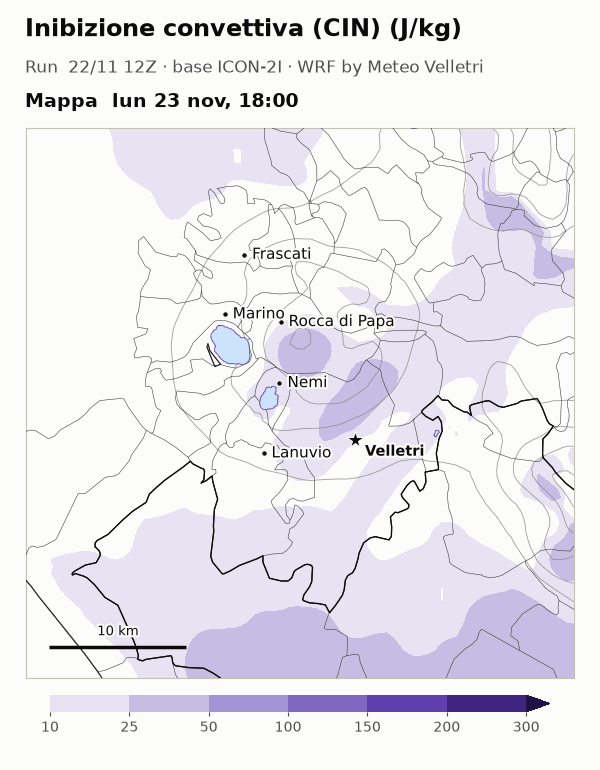 Inibizione convettiva (CIN) (J/kg)
Run  22/11 12Z · base ICON-2I · WRF by Meteo Velletri
Mappa  lun 23 nov, 18:00
Frascati
Marino
Rocca di Papa
Nemi
Velletri
Lanuvio
10 km
10 25 50 100 150 200 300